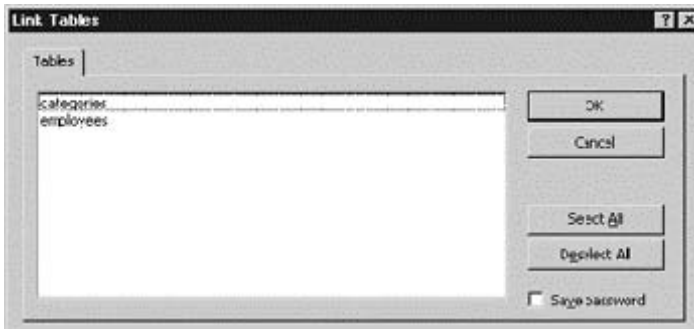 Link Tables
Tables
categories
employees
OK
Cancel
Select All
Deselect All
Save password